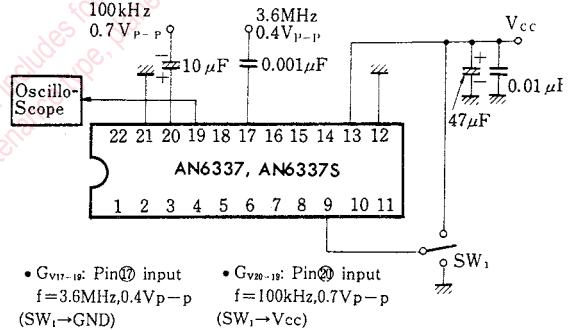 100kHz
0.7VP-P
3.6MHz
0.4VP-P
VCC
10μF
0.001μF
0.01μF
47μF
Oscillo-
Scope
22 21 20 19 18 17 16 15 14 13 12
AN6337, AN6337S
1 2 3 4 5 6 7 8 9 10 11
SW1
• GV17-19: Pin⑰ input
f=3.6MHz,0.4Vp-p
(SW1→GND)
• GV20-19: Pin⑳ input
f=100kHz,0.7Vp-p
(SW1→Vcc)